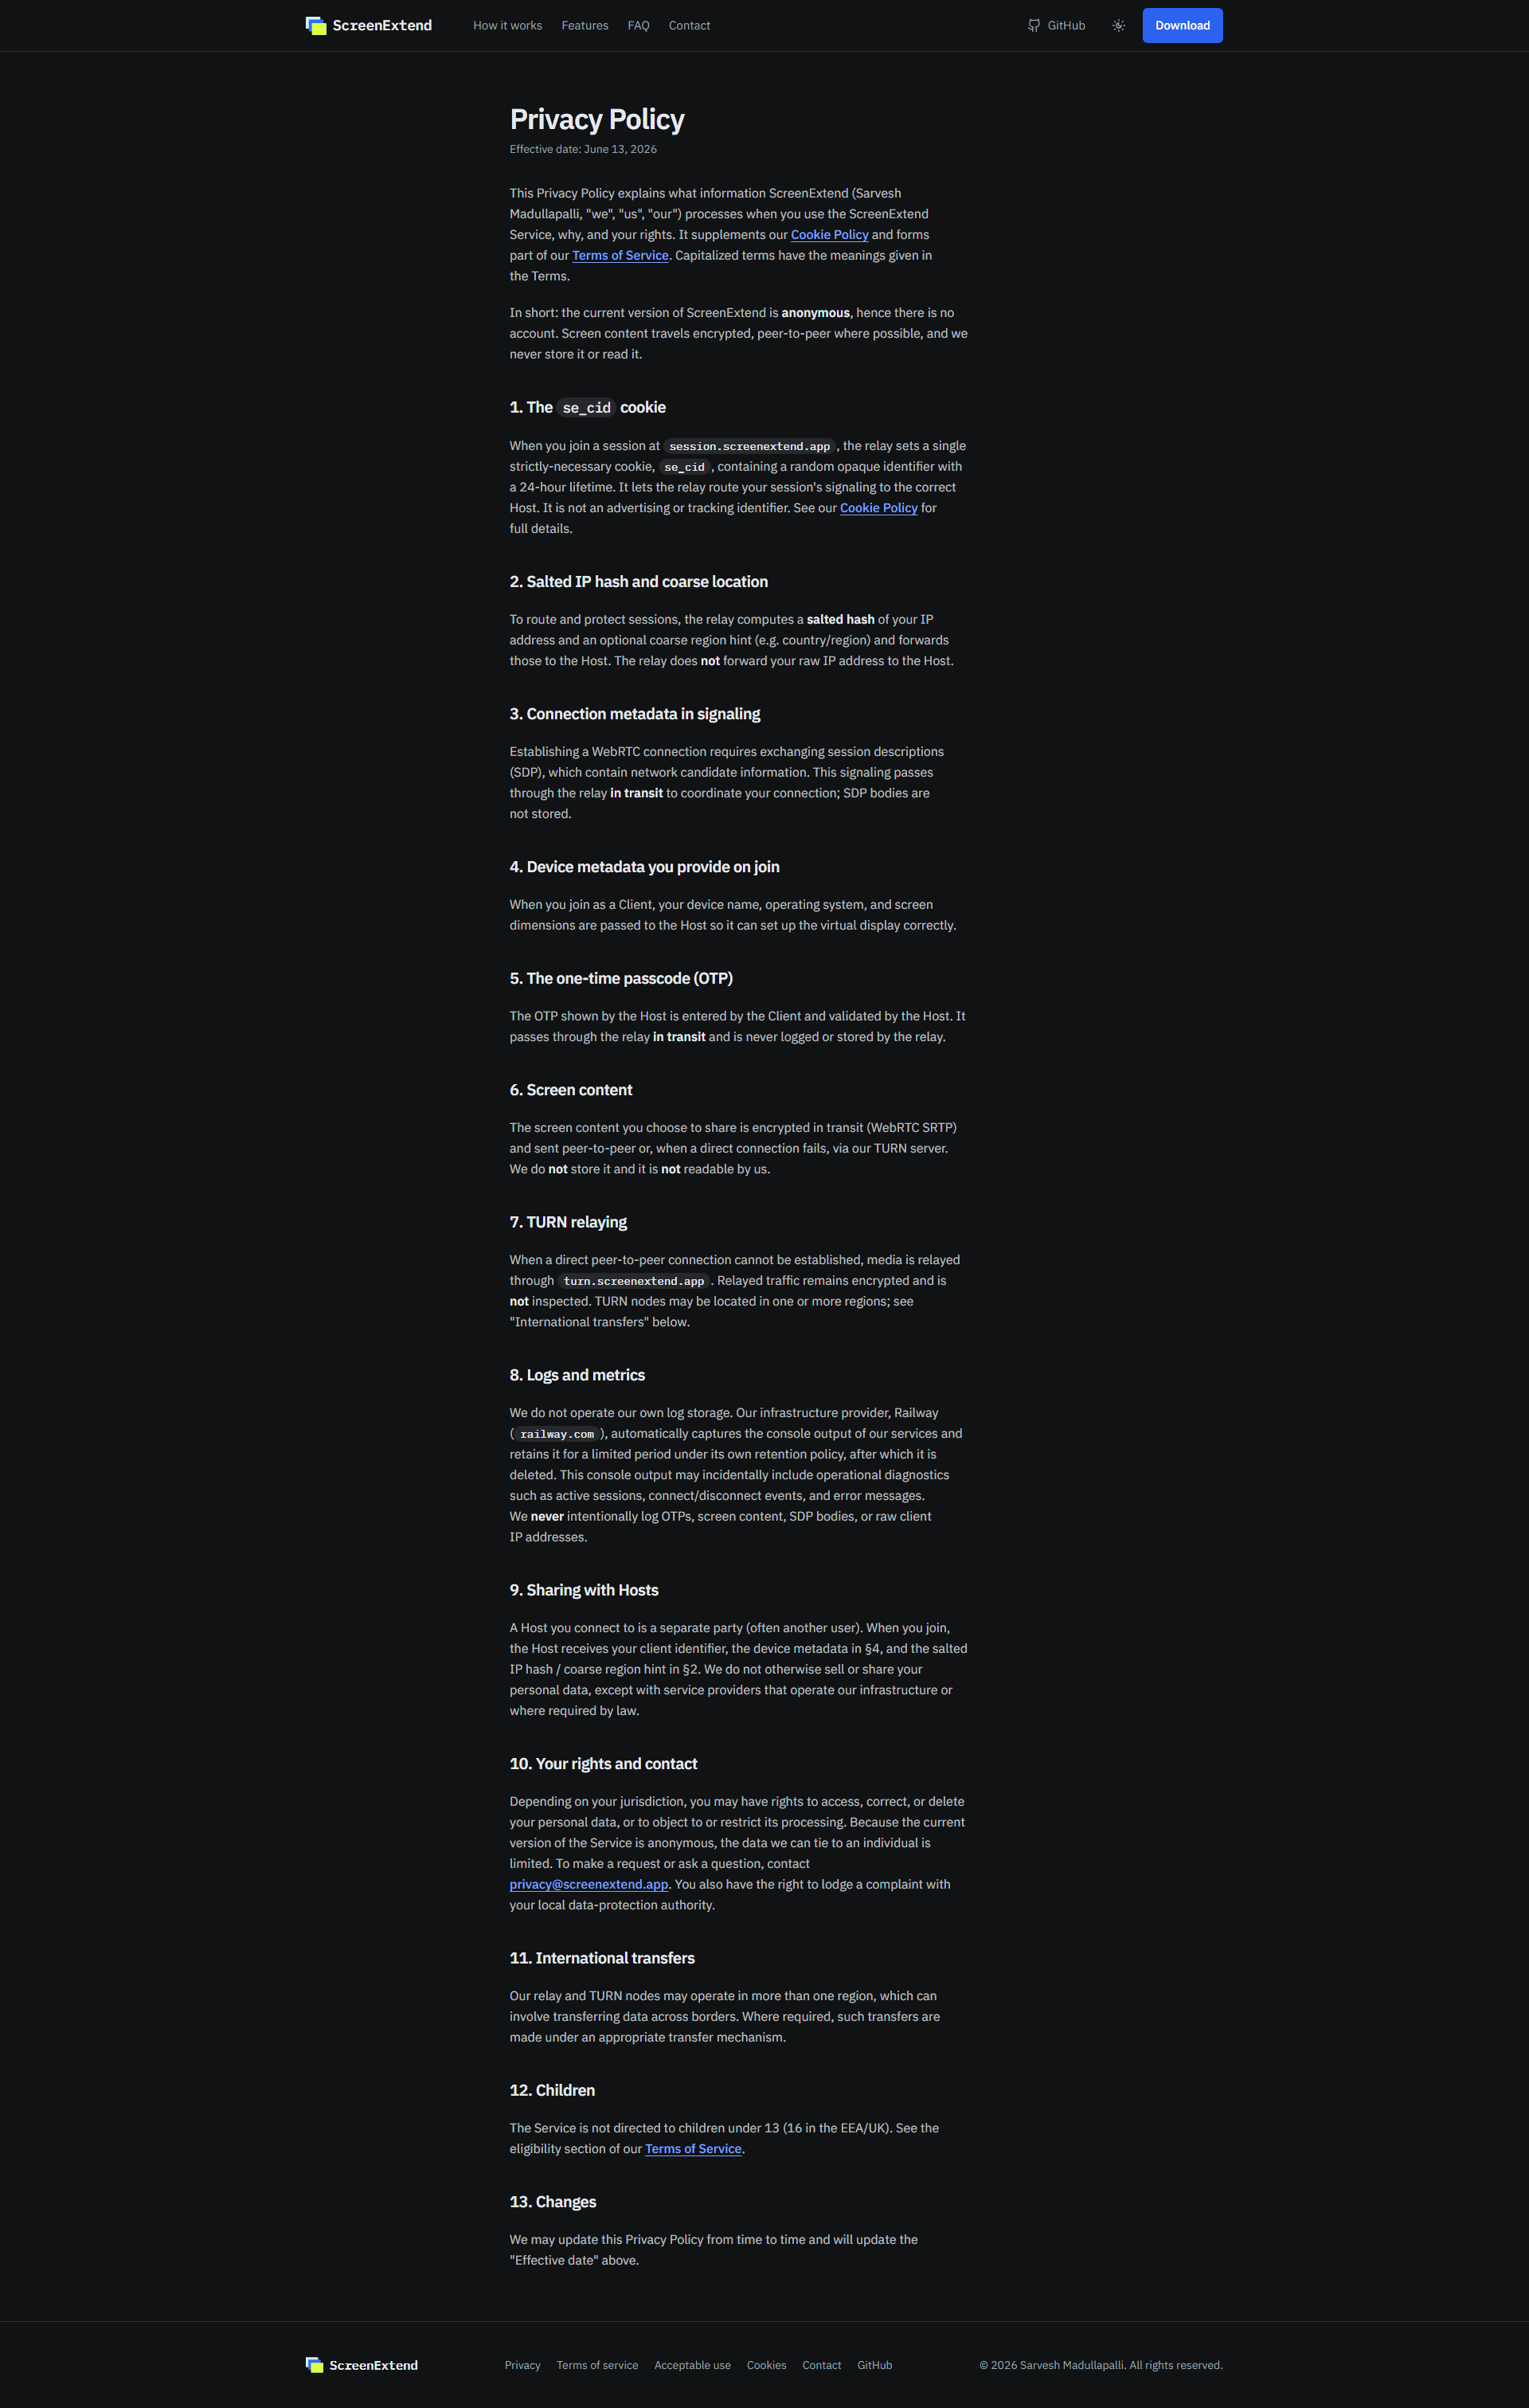 ScreenExtend
How it works
Features
FAQ
Contact
GitHub
Download
Privacy Policy
Effective date: June 13, 2026
This Privacy Policy explains what information ScreenExtend (Sarvesh
Madullapalli, "we", "us", "our") processes when you use the ScreenExtend
Service, why, and your rights. It supplements our Cookie Policy and forms
part of our Terms of Service. Capitalized terms have the meanings given in
the Terms.
In short: the current version of ScreenExtend is anonymous, hence there is no
account. Screen content travels encrypted, peer-to-peer where possible, and we
never store it or read it.
1. The se_cid cookie
When you join a session at session.screenextend.app, the relay sets a single
strictly-necessary cookie, se_cid, containing a random opaque identifier with
a 24-hour lifetime. It lets the relay route your session's signaling to the correct
Host. It is not an advertising or tracking identifier. See our Cookie Policy for
full details.
2. Salted IP hash and coarse location
To route and protect sessions, the relay computes a salted hash of your IP
address and an optional coarse region hint (e.g. country/region) and forwards
those to the Host. The relay does not forward your raw IP address to the Host.
3. Connection metadata in signaling
Establishing a WebRTC connection requires exchanging session descriptions
(SDP), which contain network candidate information. This signaling passes
through the relay in transit to coordinate your connection; SDP bodies are
not stored.
4. Device metadata you provide on join
When you join as a Client, your device name, operating system, and screen
dimensions are passed to the Host so it can set up the virtual display correctly.
5. The one-time passcode (OTP)
The OTP shown by the Host is entered by the Client and validated by the Host. It
passes through the relay in transit and is never logged or stored by the relay.
6. Screen content
The screen content you choose to share is encrypted in transit (WebRTC SRTP)
and sent peer-to-peer or, when a direct connection fails, via our TURN server.
We do not store it and it is not readable by us.
7. TURN relaying
When a direct peer-to-peer connection cannot be established, media is relayed
through turn.screenextend.app. Relayed traffic remains encrypted and is
not inspected. TURN nodes may be located in one or more regions; see
"International transfers" below.
8. Logs and metrics
We do not operate our own log storage. Our infrastructure provider, Railway
(railway.com), automatically captures the console output of our services and
retains it for a limited period under its own retention policy, after which it is
deleted. This console output may incidentally include operational diagnostics
such as active sessions, connect/disconnect events, and error messages.
We never intentionally log OTPs, screen content, SDP bodies, or raw client
IP addresses.
9. Sharing with Hosts
A Host you connect to is a separate party (often another user). When you join,
the Host receives your client identifier, the device metadata in §4, and the salted
IP hash / coarse region hint in §2. We do not otherwise sell or share your
personal data, except with service providers that operate our infrastructure or
where required by law.
10. Your rights and contact
Depending on your jurisdiction, you may have rights to access, correct, or delete
your personal data, or to object to or restrict its processing. Because the current
version of the Service is anonymous, the data we can tie to an individual is
limited. To make a request or ask a question, contact
privacy@screenextend.app. You also have the right to lodge a complaint with
your local data-protection authority.
11. International transfers
Our relay and TURN nodes may operate in more than one region, which can
involve transferring data across borders. Where required, such transfers are
made under an appropriate transfer mechanism.
12. Children
The Service is not directed to children under 13 (16 in the EEA/UK). See the
eligibility section of our Terms of Service.
13. Changes
We may update this Privacy Policy from time to time and will update the
"Effective date" above.
ScreenExtend
Privacy
Terms of service
Acceptable use
Cookies
Contact
GitHub
© 2026 Sarvesh Madullapalli. All rights reserved.